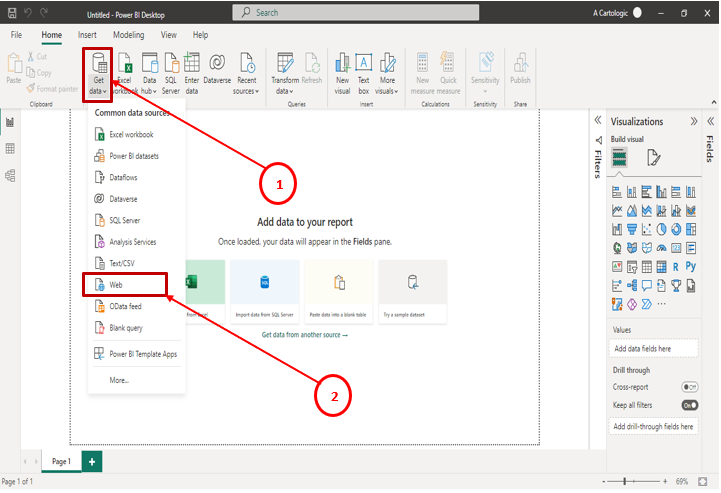 Untitled - Power BI Desktop
Search
A Cartologic
File
Home
Insert
Modeling
View
Help
Paste
Cut
Copy
Format painter
Clipboard
Get
data
Excel
workbook
Data
hub
SQL
Server
Enter
data
Dataverse
Recent
sources
Transform
data
Refresh
Queries
New
visual
Text
box
More
visuals
Insert
New
measure
Quick
measure
Calculations
Sensitivity
Sensitivity
Publish
Share
Common data sources
Excel workbook
Power BI datasets
Dataflows
Dataverse
SQL Server
Analysis Services
Text/CSV
Web
OData feed
Blank query
Power BI Template Apps
More...
1
2
Add data to your report
Once loaded. your data will appear in the Fields pane.
from Excel
Import data from SQL Server
Paste data into a blank table
Try a sample dataset
Get data from another source →
Filters
Visualizations
Build visual
R
Py
Values
Add data fields here
Drill through
Cross-report
Off
Keep all filters
On
Add drill-through fields here
Fields
Page 1
Page 1 of 1
69%